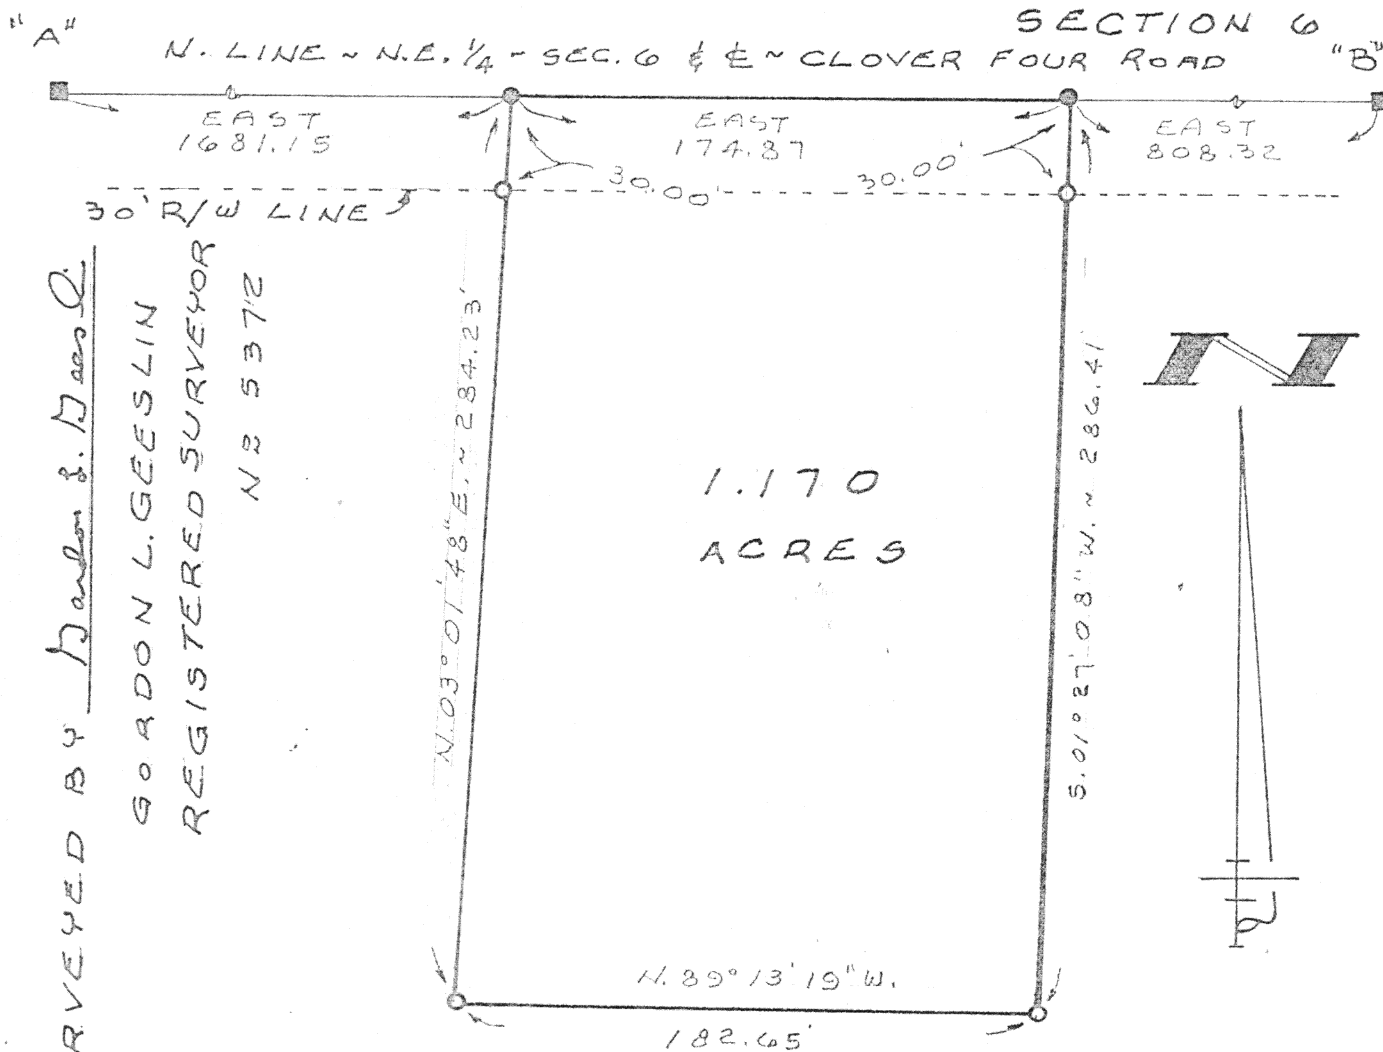 SECTION 6
"A"
N. LINE ~ N.E. 1/4 - SEC. 6 & ℄ ~ CLOVER FOUR ROAD
"B"
EAST
1681.15
EAST
174.87
EAST
808.32
30.00'
30.00'
30' R/W LINE
RVEYED BY
GORDON L. GEESLIN
REGISTERED SURVEYOR
No 5372
N. 03° 01' 48" E. ~ 284.23'
1.170
ACRES
S. 01° 27' 08" W. ~ 286.41'
N
N. 89° 13' 19" W.
182.65'